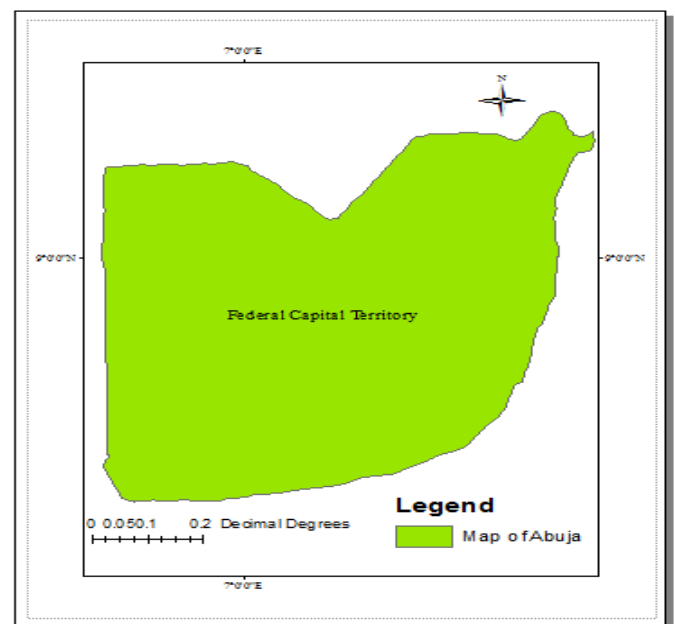 7°0'0"E
N
9°0'0"N
9°0'0"N
Federal Capital Territory
Legend
0 0.050.1 0.2 Decimal Degrees
Map of Abuja
7°0'0"E